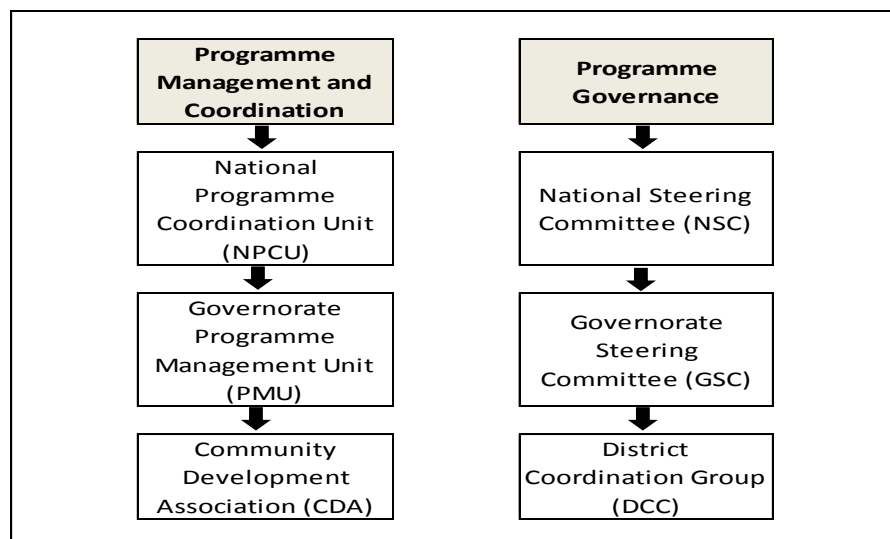 Programme
Management and
Coordination
National
Programme
Coordination Unit
(NPCU)
Governorate
Programme
Management Unit
(PMU)
Community
Development
Association (CDA)
Programme
Governance
National Steering
Committee (NSC)
Governorate
Steering
Committee (GSC)
District
Coordination Group
(DCC)